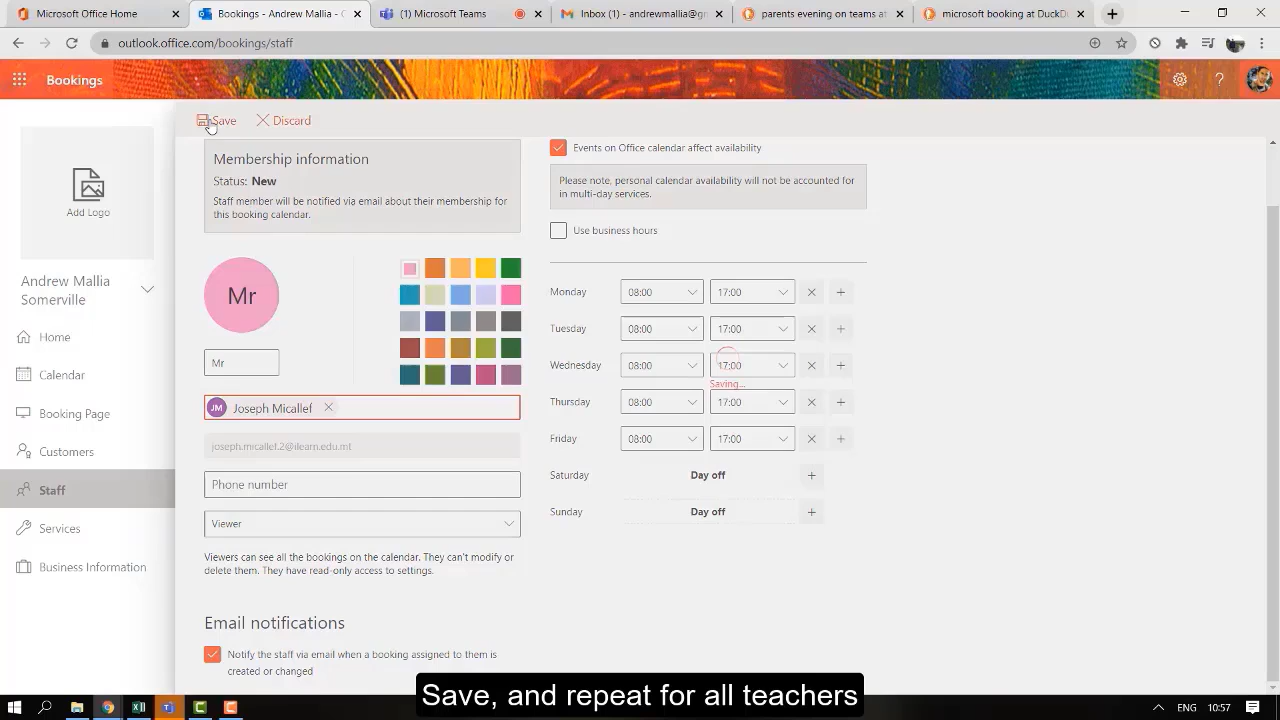 Microsoft Office Home
Bookings - Andrew Mallia - C
(1) Microsoft Teams
Inbox (1) - andrewmallia@gr
parents evening on teams at
microsoft booking at DuckDu
outlook.office.com/bookings/staff
Bookings
?
Save
Discard
Add Logo
Andrew Mallia
Somerville
Home
Calendar
Booking Page
Customers
Staff
Services
Business Information
Membership information
Status: New
Staff member will be notified via email about their membership for
this booking calendar.
Mr
Mr
JM Joseph Micallef
joseph.micallef.2@ilearn.edu.mt
Phone number
Viewer
Viewers can see all the bookings on the calendar. They can't modify or
delete them. They have read-only access to settings.
Email notifications
Notify the staff via email when a booking assigned to them is
created or changed
Events on Office calendar affect availability
Please note, personal calendar availability will not be accounted for
in multi-day services.
Use business hours
Monday 08:00 17:00
Tuesday 08:00 17:00
Wednesday 08:00 17:00
Saving...
Thursday 08:00 17:00
Friday 08:00 17:00
Saturday Day off
Sunday Day off
Save, and repeat for all teachers
ENG 10:57